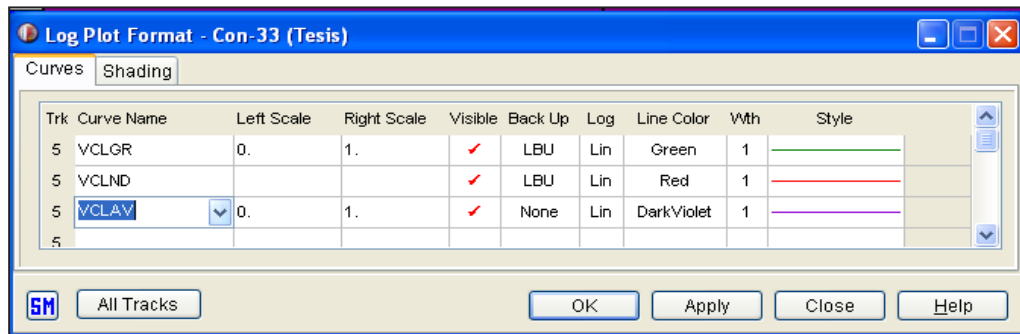 Log Plot Format - Con-33 (Tesis)
Curves Shading
Trk Curve Name Left Scale Right Scale Visible Back Up Log Line Color Wth Style
5 VCLGR 0. 1. ✓ LBU Lin Green 1
5 VCLND ✓ LBU Lin Red 1
5 VCLAV 0. 1. ✓ None Lin DarkViolet 1
5
SM All Tracks OK Apply Close Help